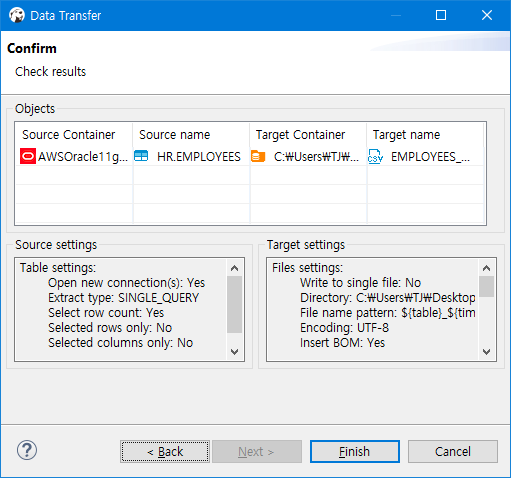 Data Transfer
Confirm
Check results
Objects
Source Container Source name Target Container Target name
AWSOracle11g... HR.EMPLOYEES C:₩Users₩TJ₩... EMPLOYEES_...
Source settings
Table settings:
Open new connection(s): Yes
Extract type: SINGLE_QUERY
Select row count: Yes
Selected rows only: No
Selected columns only: No
Target settings
Files settings:
Write to single file: No
Directory: C:₩Users₩TJ₩Desktop
File name pattern: ${table}_${tim
Encoding: UTF-8
Insert BOM: Yes
? < Back Next > Finish Cancel